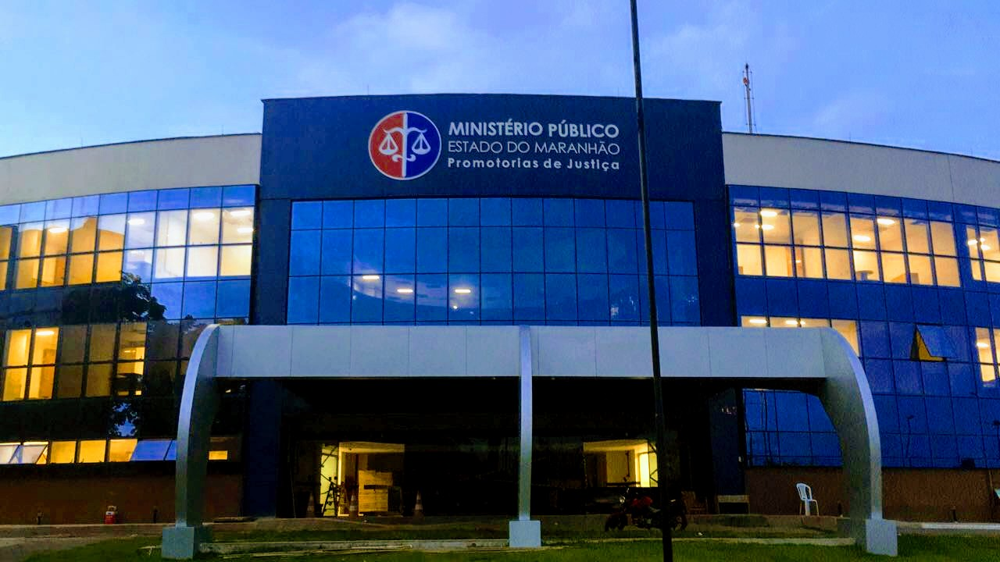 MINISTÉRIO PÚBLICO
ESTADO DO MARANHÃO
Promotorias de Justiça